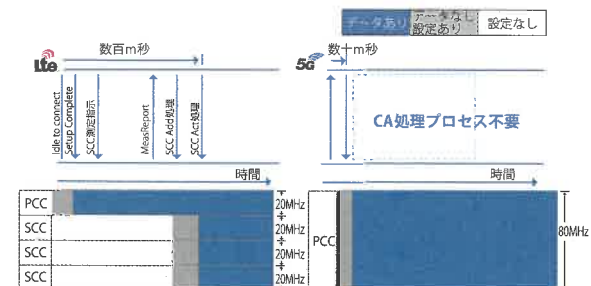 データあり
データなし
設定あり
設定なし
数百m秒
Lte
Idle to connect
Setup Complete
SCC測定指示
MeasReport
SCC Add処理
SCC Act処理
時間
PCC
SCC
SCC
SCC
20MHz
20MHz
20MHz
20MHz
数十m秒
5G
CA処理プロセス不要
時間
PCC
80MHz